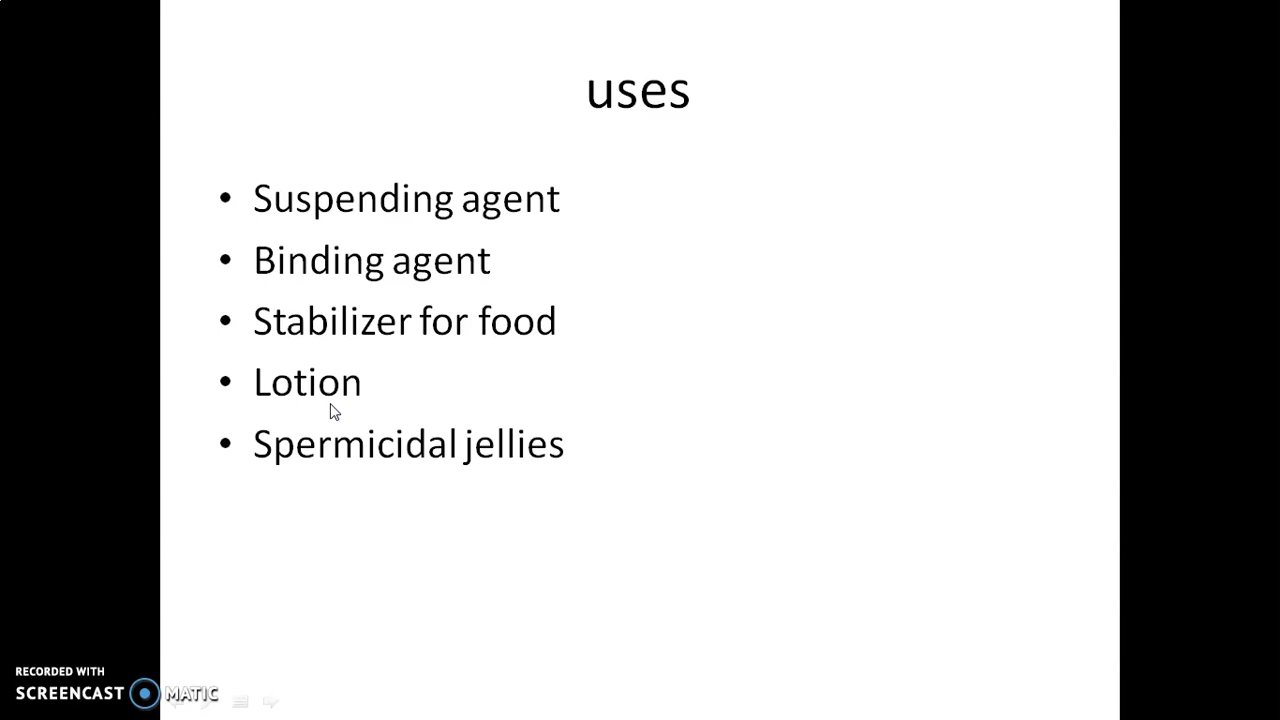 uses
• Suspending agent
• Binding agent
• Stabilizer for food
• Lotion
• Spermicidal jellies
RECORDED WITH
SCREENCAST MATIC